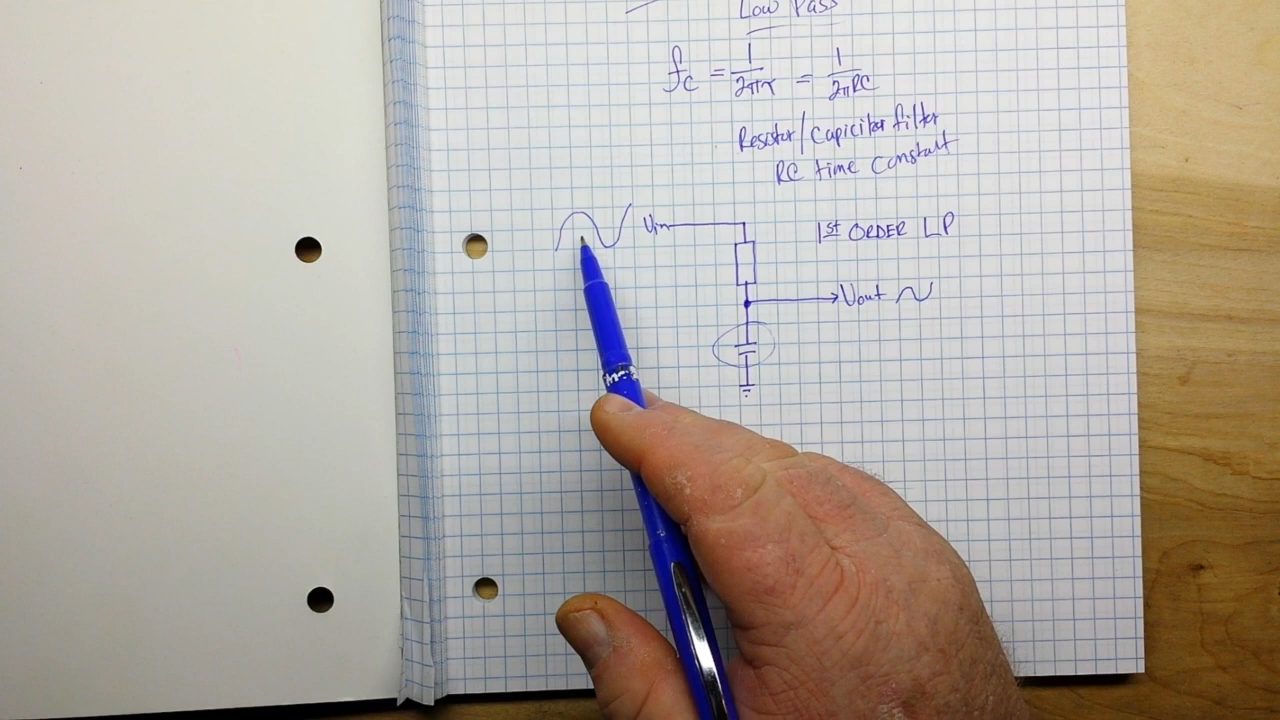 Low Pass
fc = 1/2πτ = 1/2πRC
Resistor/Capicitor filter
RC time constant
Vin
1st ORDER LP
Vout